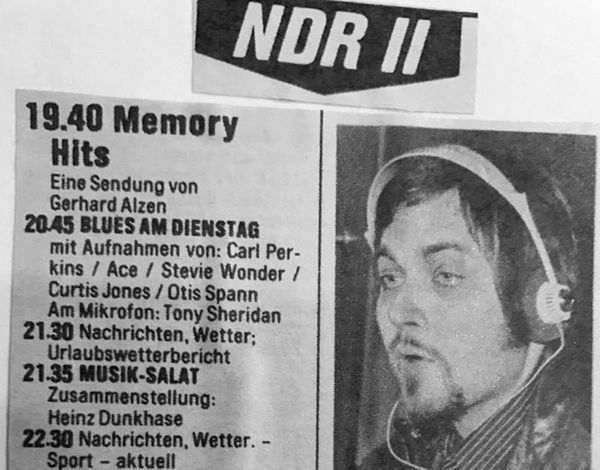 NDR II
19.40 Memory
Hits
Eine Sendung von
Gerhard Alzen
20.45 BLUES AM DIENSTAG
mit Aufnahmen von: Carl Per-
kins / Ace / Stevie Wonder /
Curtis Jones / Otis Spann
Am Mikrofon: Tony Sheridan
21.30 Nachrichten, Wetter;
Urlaubswetterbericht
21.35 MUSIK-SALAT
Zusammenstellung:
Heinz Dunkhase
22.30 Nachrichten, Wetter. –
Sport – aktuell